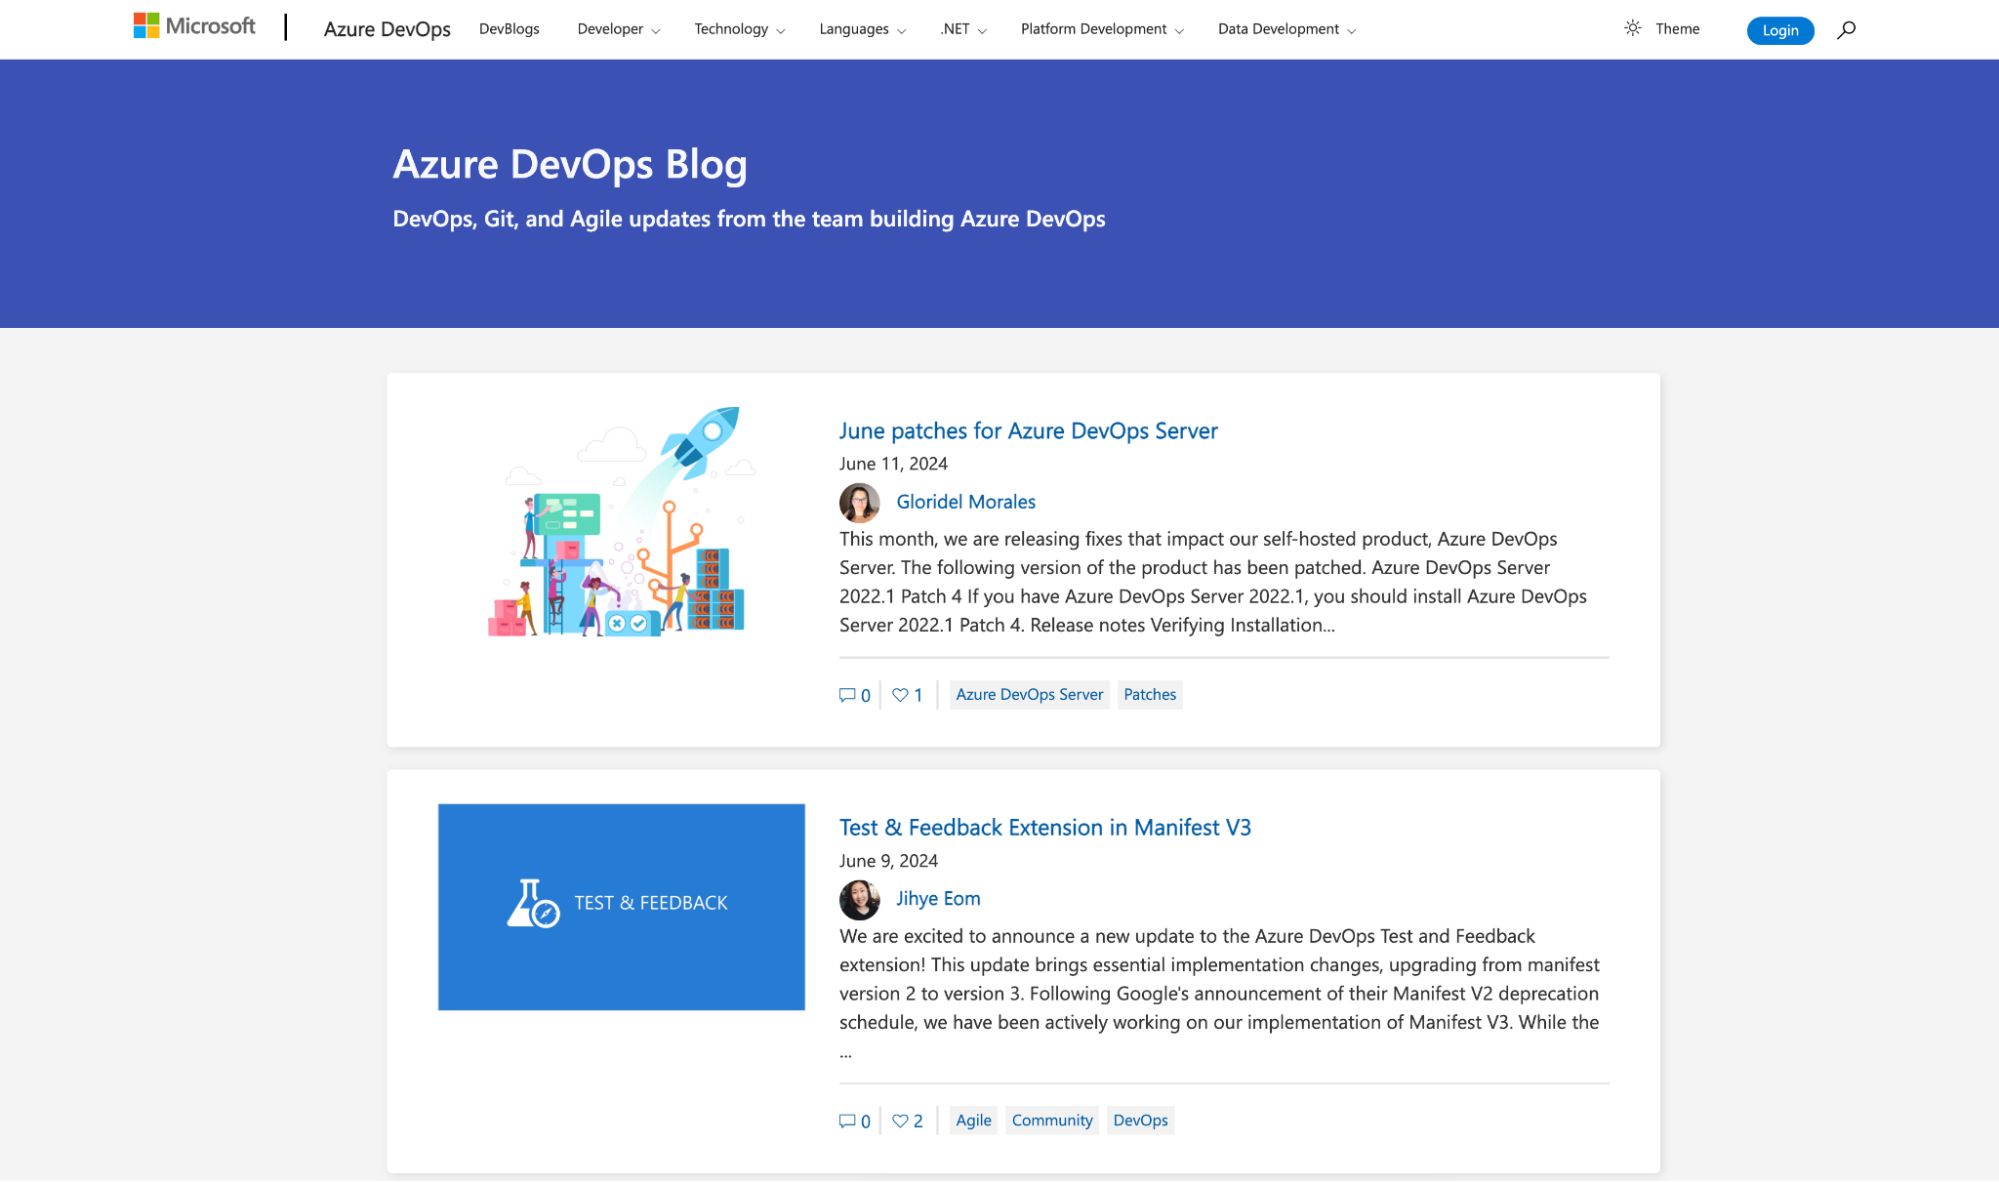 Microsoft
Azure DevOps
DevBlogs
Developer
Technology
Languages
.NET
Platform Development
Data Development
Theme
Login
Azure DevOps Blog
DevOps, Git, and Agile updates from the team building Azure DevOps
June patches for Azure DevOps Server
June 11, 2024
Gloridel Morales
This month, we are releasing fixes that impact our self-hosted product, Azure DevOps
Server. The following version of the product has been patched. Azure DevOps Server
2022.1 Patch 4 If you have Azure DevOps Server 2022.1, you should install Azure DevOps
Server 2022.1 Patch 4. Release notes Verifying Installation...
0
1
Azure DevOps Server
Patches
TEST & FEEDBACK
Test & Feedback Extension in Manifest V3
June 9, 2024
Jihye Eom
We are excited to announce a new update to the Azure DevOps Test and Feedback
extension! This update brings essential implementation changes, upgrading from manifest
version 2 to version 3. Following Google's announcement of their Manifest V2 deprecation
schedule, we have been actively working on our implementation of Manifest V3. While the
...
0
2
Agile
Community
DevOps